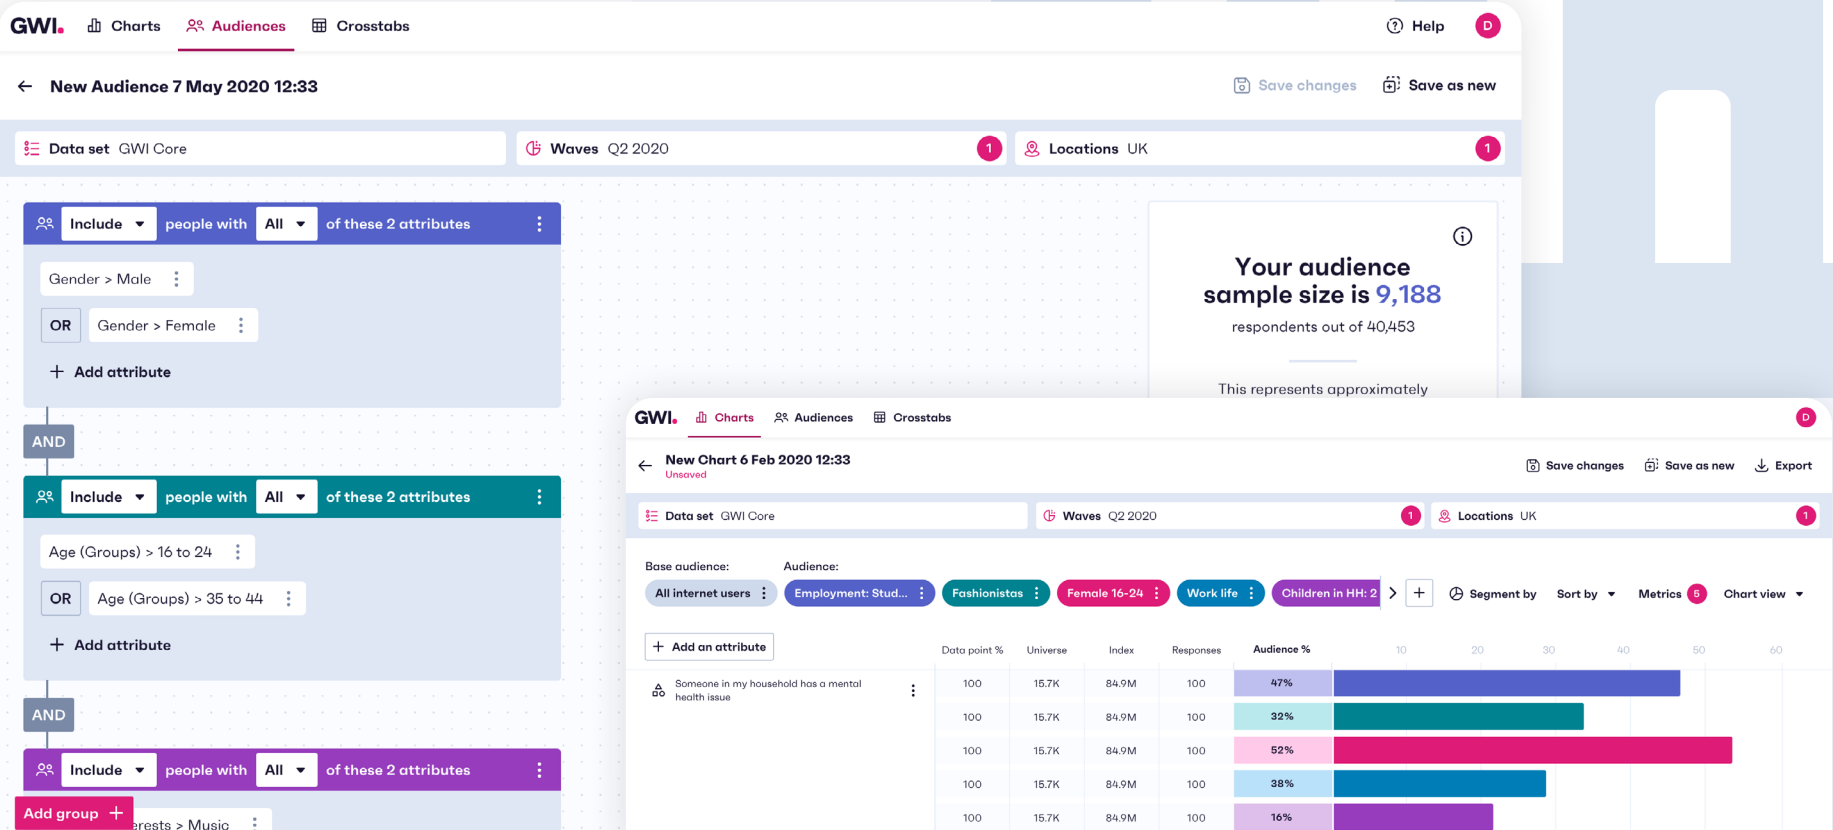 GWI.
Charts
Audiences
Crosstabs
Help
D
New Audience 7 May 2020 12:33
Save changes
Save as new
Data set GWI Core
Waves Q2 2020
1
Locations UK
1
Include people with All of these 2 attributes
Gender > Male
OR Gender > Female
+ Add attribute
AND
Include people with All of these 2 attributes
Age (Groups) > 16 to 24
OR Age (Groups) > 35 to 44
+ Add attribute
AND
Include people with All of these 2 attributes
Add group +
erests > Music
Your audience
sample size is 9,188
respondents out of 40,453
This represents approximately
GWI.
Charts
Audiences
Crosstabs
D
New Chart 6 Feb 2020 12:33
Unsaved
Save changes
Save as new
Export
Data set GWI Core
Waves Q2 2020
1
Locations UK
1
Base audience:
Audience:
All internet users
Employment: Stud...
Fashionistas
Female 16-24
Work life
Children in HH: 2
+
Segment by
Sort by
Metrics 5
Chart view
+ Add an attribute
Data point % Universe Index Responses Audience % 10 20 30 40 50 60
Someone in my household has a mental
health issue
100 15.7K 84.9M 100 47%
100 15.7K 84.9M 100 32%
100 15.7K 84.9M 100 52%
100 15.7K 84.9M 100 38%
100 15.7K 84.9M 100 16%